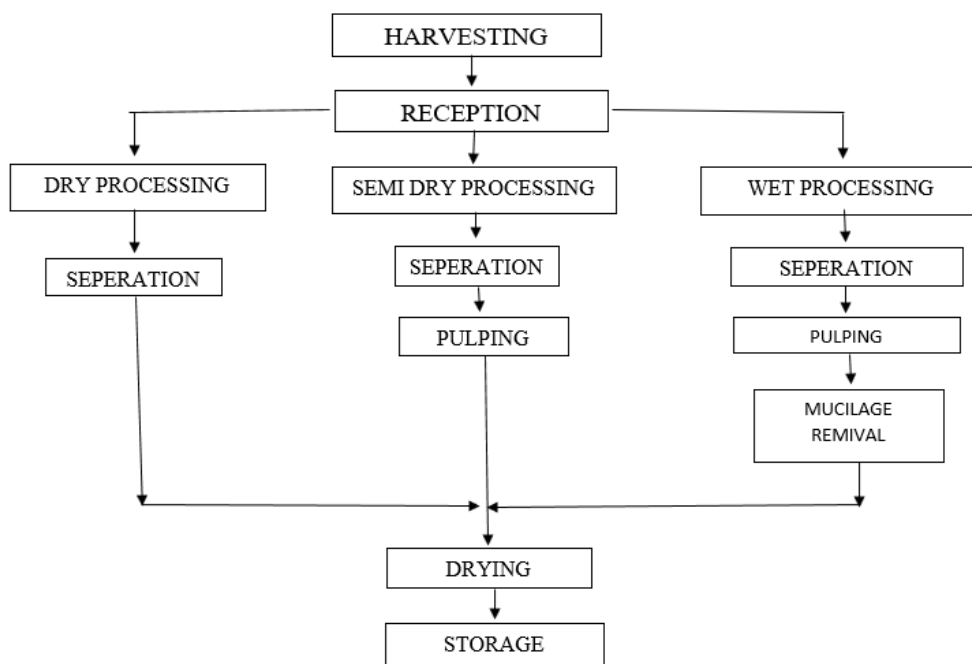 HARVESTING
RECEPTION
DRY PROCESSING
SEMI DRY PROCESSING
WET PROCESSING
SEPERATION
SEPERATION
SEPERATION
PULPING
PULPING
MUCILAGE
REMIVAL
DRYING
STORAGE